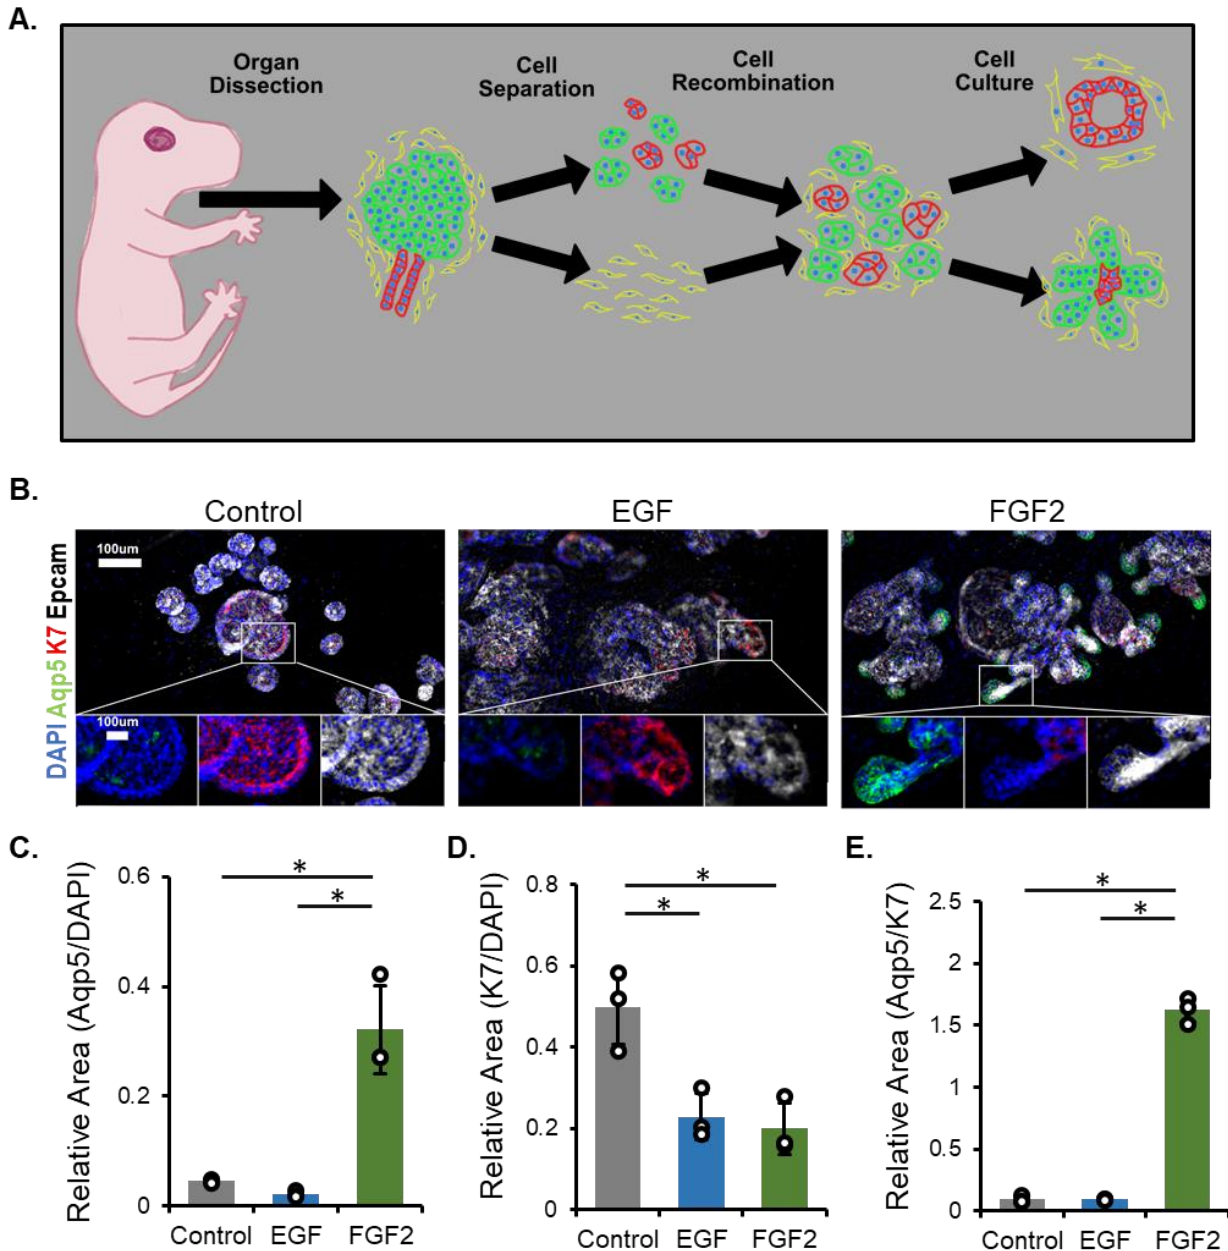 A.
Organ
Dissection
Cell
Separation
Cell
Recombination
Cell
Culture
B.
Control
EGF
FGF2
DAPI Aqp5 K7 Epcam
100um
100um
C.
Relative Area (Aqp5/DAPI)
0.6
0.4
0.2
0
*
*
Control
EGF
FGF2
D.
Relative Area (K7/DAPI)
0.8
0.6
0.4
0.2
0
*
*
Control
EGF
FGF2
E.
Relative Area (Aqp5/K7)
2.5
2
1.5
1
0.5
0
*
*
Control
EGF
FGF2